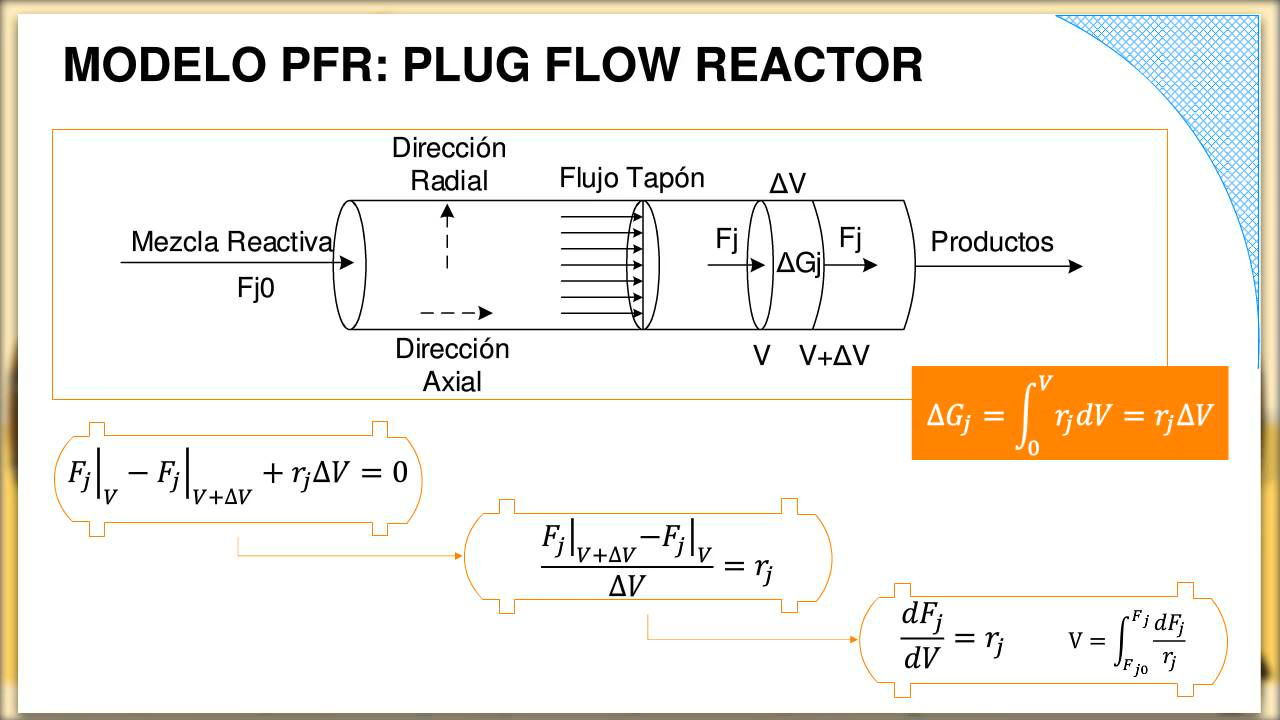 MODELO PFR: PLUG FLOW REACTOR
Dirección
Radial
Flujo Tapón
ΔV
Mezcla Reactiva
Fj0
Fj
ΔGj
Fj
Productos
Dirección
Axial
V
V+ΔV
ΔG_j = ∫_0^V r_j dV = r_j ΔV
F_j|_V − F_j|_{V+ΔV} + r_j ΔV = 0
(F_j|_{V+ΔV} − F_j|_V) / ΔV = r_j
dF_j/dV = r_j
V = ∫_{F_{j0}}^{F_j} dF_j/r_j